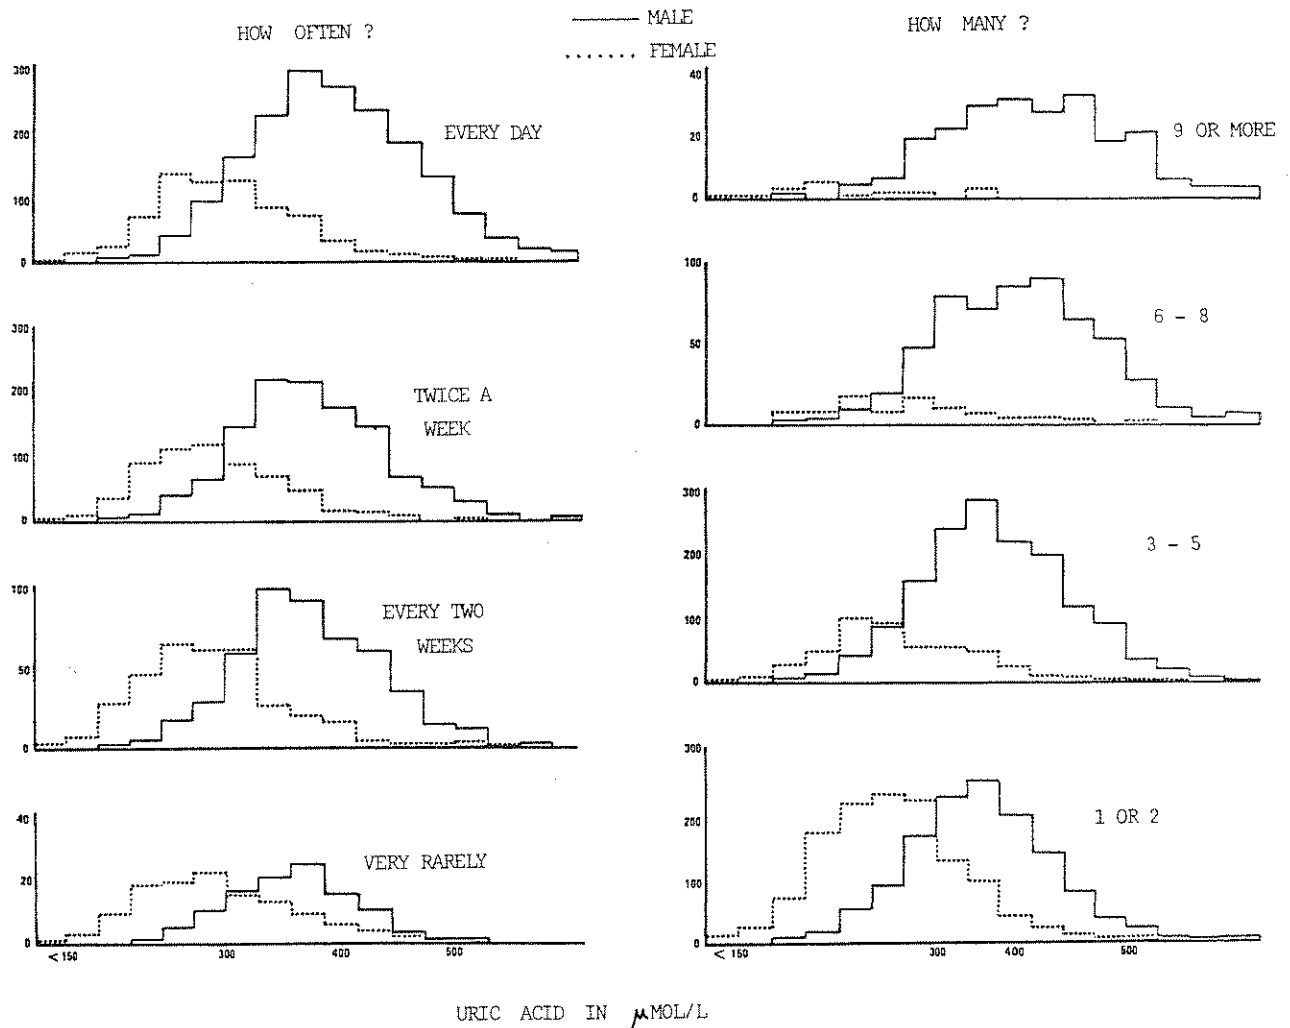 HOW OFTEN ?
MALE
FEMALE
HOW MANY ?
300
200
100
0
EVERY DAY
40
20
0
9 OR MORE
300
200
100
0
TWICE A
WEEK
100
50
0
6 - 8
100
50
0
EVERY TWO
WEEKS
300
200
100
0
3 - 5
40
20
0
VERY RARELY
300
200
100
0
1 OR 2
< 150 300 400 500
< 150 300 400 500
URIC ACID IN µMOL/L